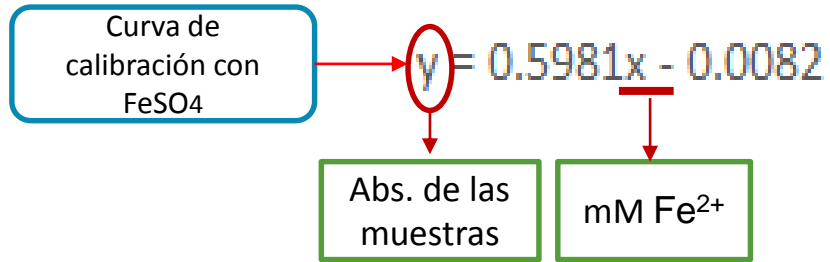 Curva de
calibración con
FeSO4
y = 0.5981x - 0.0082
Abs. de las
muestras
mM Fe²⁺